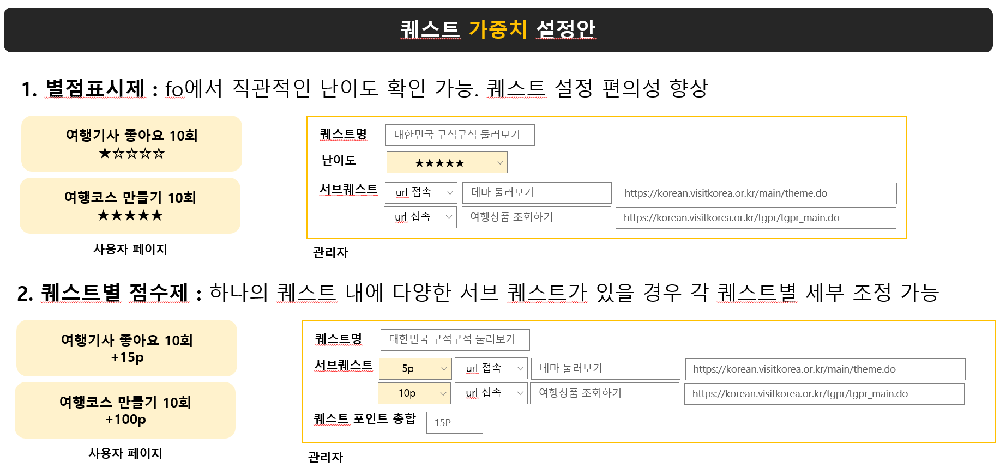 퀘스트 가중치 설정안
1. 별점표시제 : fo에서 직관적인 난이도 확인 가능. 퀘스트 설정 편의성 향상
여행기사 좋아요 10회
★☆☆☆☆
여행코스 만들기 10회
★★★★★
사용자 페이지
퀘스트명 대한민국 구석구석 둘러보기
난이도 ★★★★★
서브퀘스트 url 접속 테마 둘러보기 https://korean.visitkorea.or.kr/main/theme.do
url 접속 여행상품 조회하기 https://korean.visitkorea.or.kr/tgpr/tgpr_main.do
관리자
2. 퀘스트별 점수제 : 하나의 퀘스트 내에 다양한 서브 퀘스트가 있을 경우 각 퀘스트별 세부 조정 가능
여행기사 좋아요 10회
+15p
여행코스 만들기 10회
+100p
사용자 페이지
퀘스트명 대한민국 구석구석 둘러보기
서브퀘스트 5p url 접속 테마 둘러보기 https://korean.visitkorea.or.kr/main/theme.do
10p url 접속 여행상품 조회하기 https://korean.visitkorea.or.kr/tgpr/tgpr_main.do
퀘스트 포인트 총합 15P
관리자